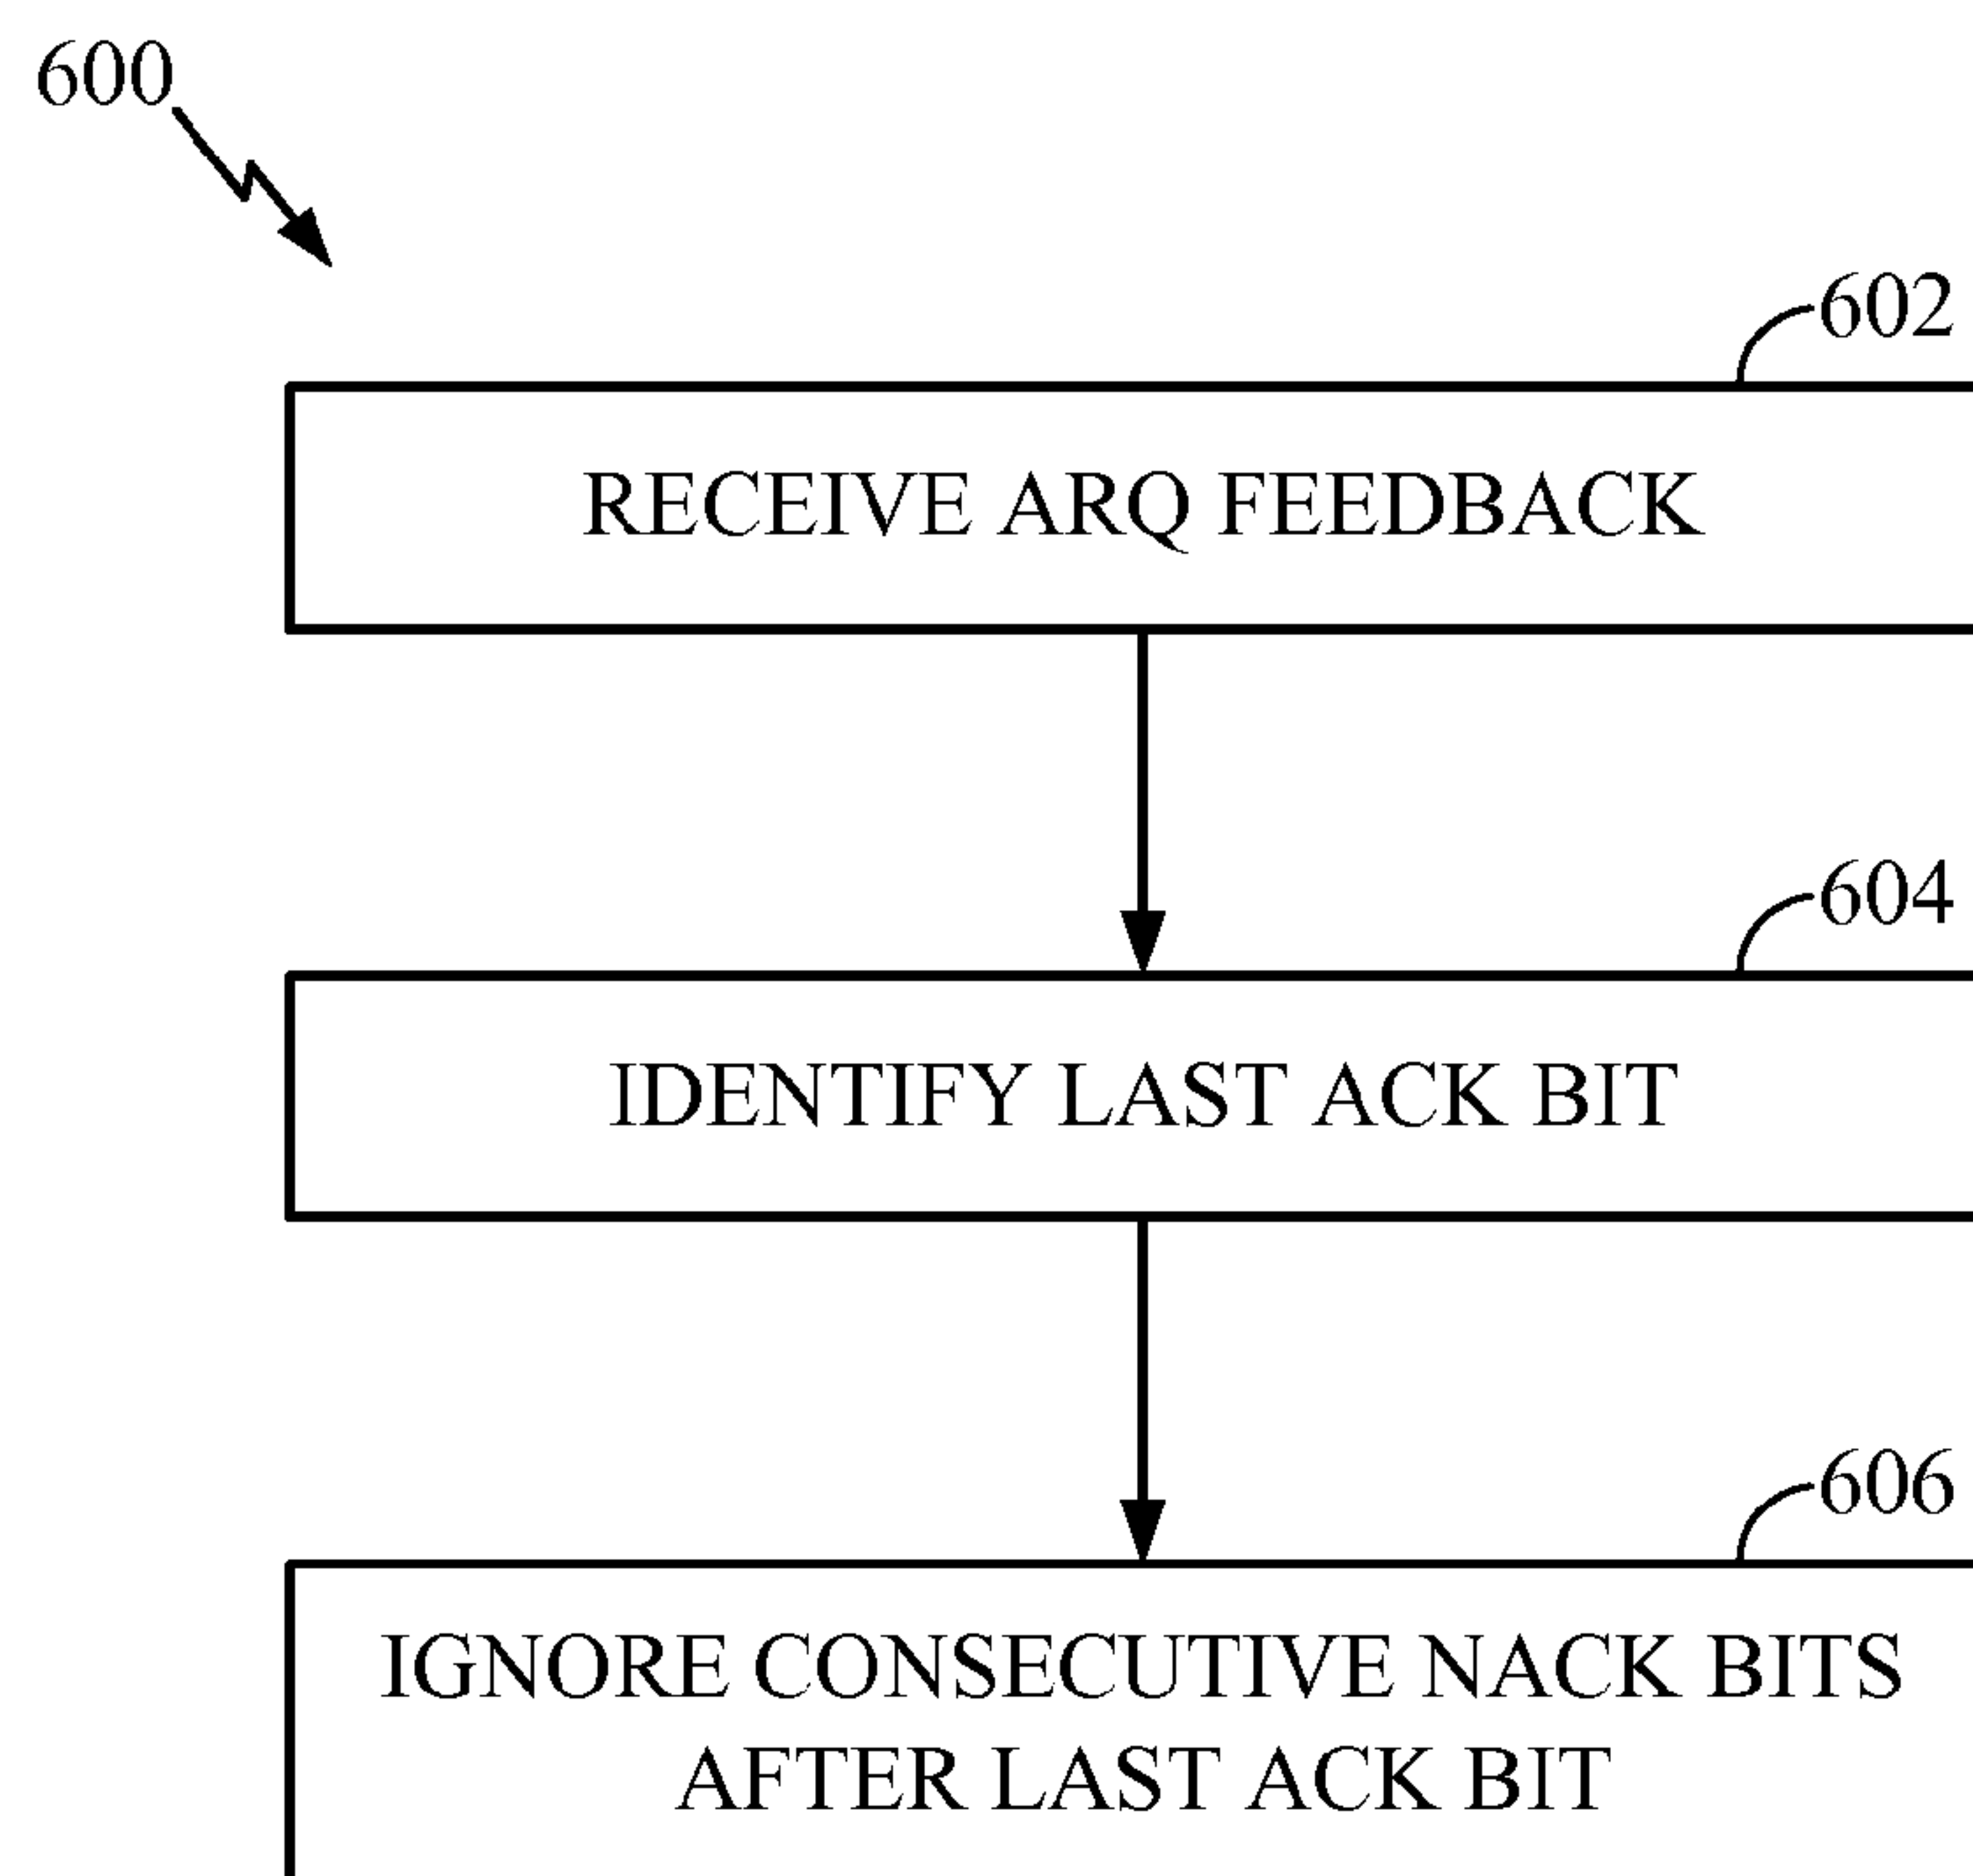 600
602
RECEIVE ARQ FEEDBACK
604
IDENTIFY LAST ACK BIT
606
IGNORE CONSECUTIVE NACK BITS
AFTER LAST ACK BIT